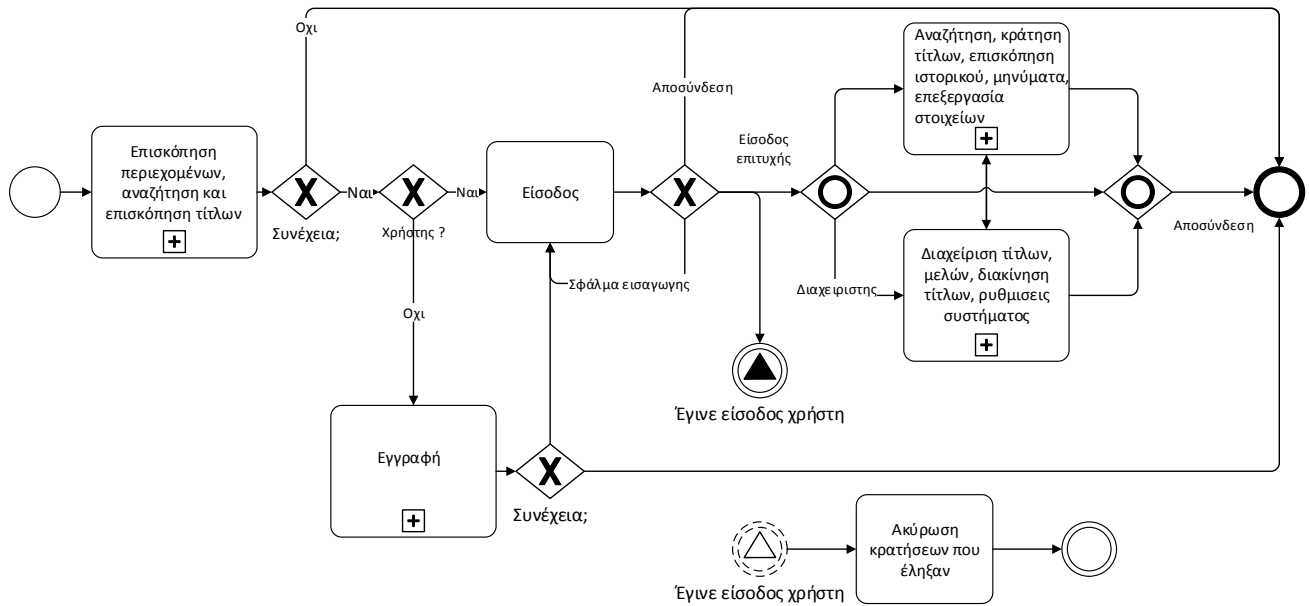 Οχι
Αποσύνδεση
Αναζήτηση, κράτηση
τίτλων, επισκόπηση
ιστορικού, μηνύματα,
επεξεργασία
στοιχείων
Επισκόπηση
περιεχομένων,
αναζήτηση και
επισκόπηση τίτλων
Συνέχεια;
Ναι
Χρήστης ?
Ναι
Είσοδος
Είσοδος
επιτυχής
Αποσύνδεση
Σφάλμα εισαγωγης
Διαχειριστης
Διαχείριση τίτλων,
μελών, διακίνηση
τίτλων, ρυθμισεις
συστήματος
Οχι
Έγινε είσοδος χρήστη
Εγγραφή
Συνέχεια;
Έγινε είσοδος χρήστη
Ακύρωση
κρατήσεων που
έληξαν